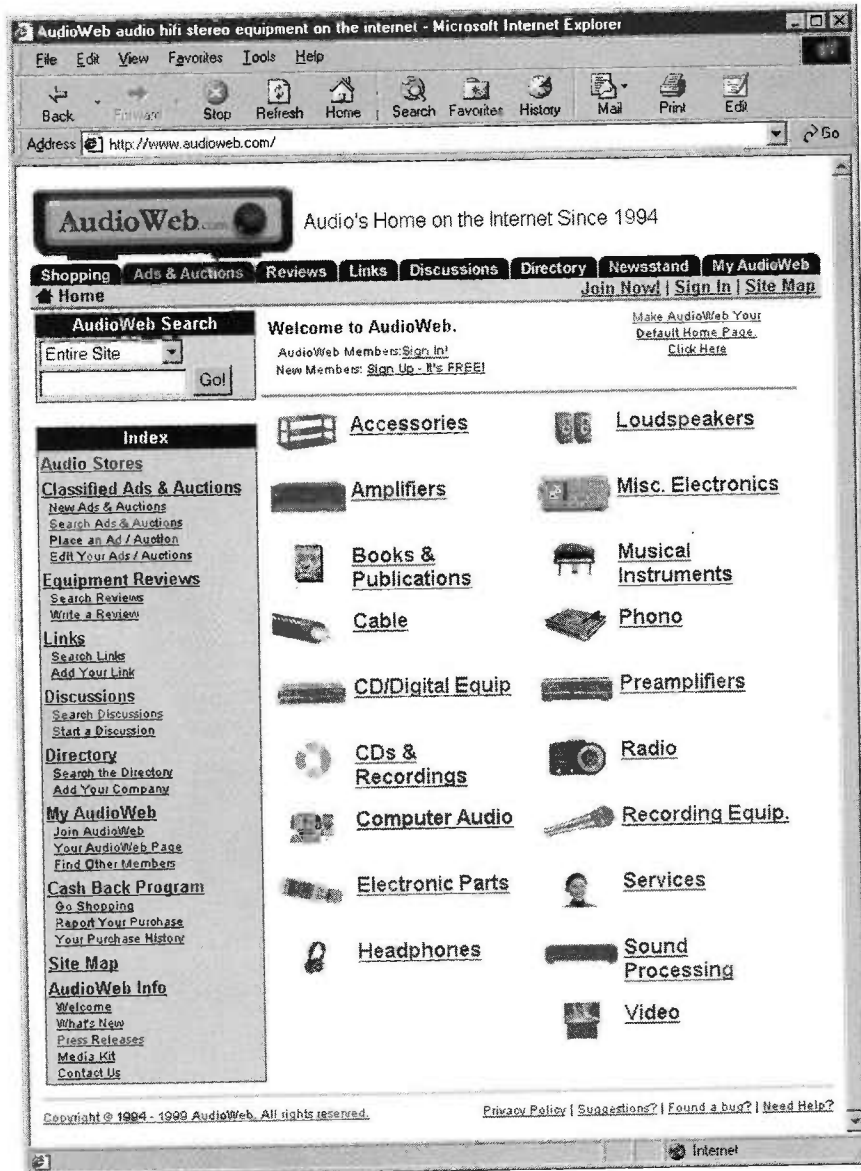 AudioWeb audio hifi stereo equipment on the internet - Microsoft Internet Explorer
File Edit View Favorites Tools Help
Back Forward Stop Refresh Home Search Favorites History Mail Print Edit
Address http://www.audioweb.com/ Go
AudioWeb.com Audio's Home on the Internet Since 1994
Shopping Ads & Auctions Reviews Links Discussions Directory Newsstand My AudioWeb
Home Join Now! | Sign In | Site Map
AudioWeb Search
Entire Site
Go!
Welcome to AudioWeb.
AudioWeb Members:Sign In!
New Members: Sign Up - It's FREE!
Make AudioWeb Your
Default Home Page.
Click Here
Index
Audio Stores
Classified Ads & Auctions
New Ads & Auctions
Search Ads & Auctions
Place an Ad / Auction
Edit Your Ads / Auctions
Equipment Reviews
Search Reviews
Write a Review
Links
Search Links
Add Your Link
Discussions
Search Discussions
Start a Discussion
Directory
Search the Directory
Add Your Company
My AudioWeb
Join AudioWeb
Your AudioWeb Page
Find Other Members
Cash Back Program
Go Shopping
Report Your Purchase
Your Purchase History
Site Map
AudioWeb Info
Welcome
What's New
Press Releases
Media Kit
Contact Us
Accessories
Amplifiers
Books &
Publications
Cable
CD/Digital Equip
CDs &
Recordings
Computer Audio
Electronic Parts
Headphones
Loudspeakers
Misc. Electronics
Musical
Instruments
Phono
Preamplifiers
Radio
Recording Equip.
Services
Sound
Processing
Video
Copyright © 1994 - 1999 AudioWeb. All rights reserved.
Privacy Policy | Suggestions? | Found a bug? | Need Help?
Internet